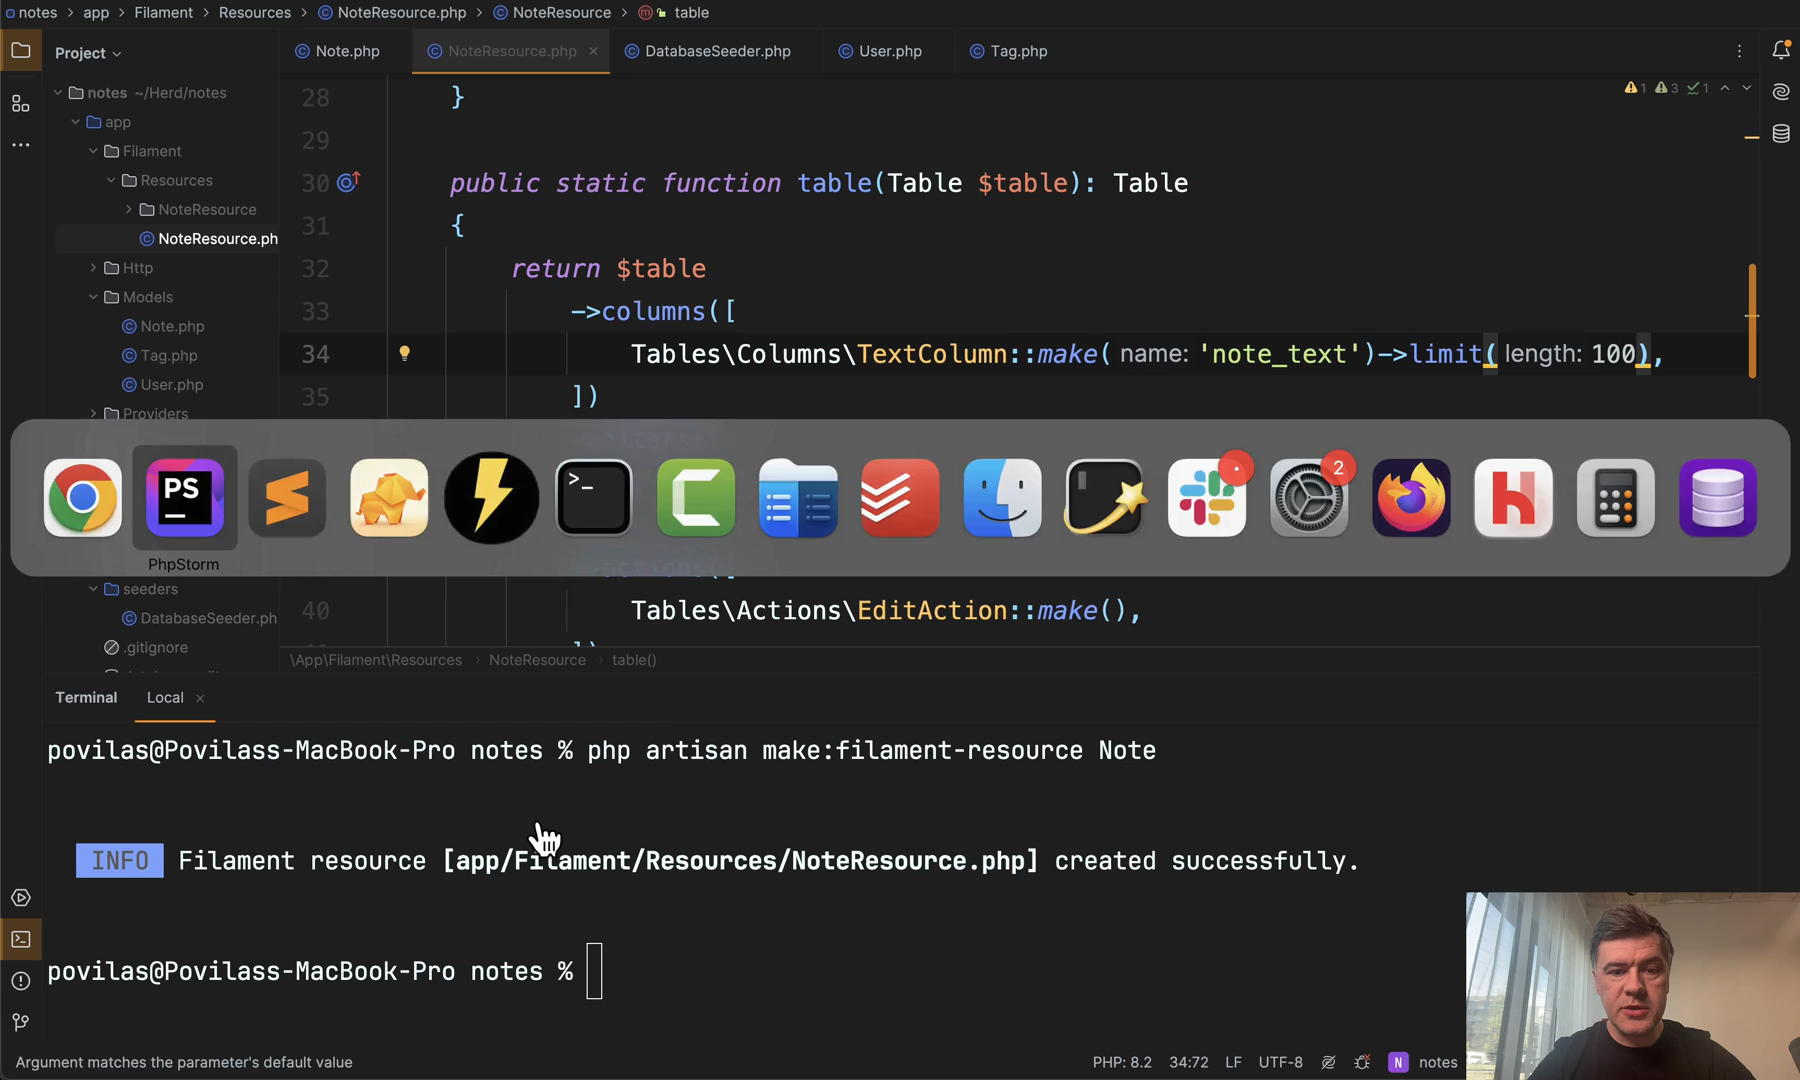 notes > app > Filament > Resources > NoteResource.php > NoteResource > m table
Project
Note.php NoteResource.php × DatabaseSeeder.php User.php Tag.php
notes ~/Herd/notes
app
Filament
Resources
NoteResource
NoteResource.ph
Http
Models
Note.php
Tag.php
User.php
Providers
seeders
DatabaseSeeder.ph
.gitignore
1 3 1
28 }
29
30 public static function table(Table $table): Table
31 {
32 return $table
33 ->columns([
34 Tables\Columns\TextColumn::make( name: 'note_text')->limit( length: 100),
35 ])
PS
>_
2
PhpStorm
40 Tables\Actions\EditAction::make(),
\App\Filament\Resources > NoteResource > table()
Terminal Local ×
povilas@Povilass-MacBook-Pro notes % php artisan make:filament-resource Note
INFO Filament resource [app/Filament/Resources/NoteResource.php] created successfully.
povilas@Povilass-MacBook-Pro notes %
Argument matches the parameter's default value PHP: 8.2 34:72 LF UTF-8 N notes